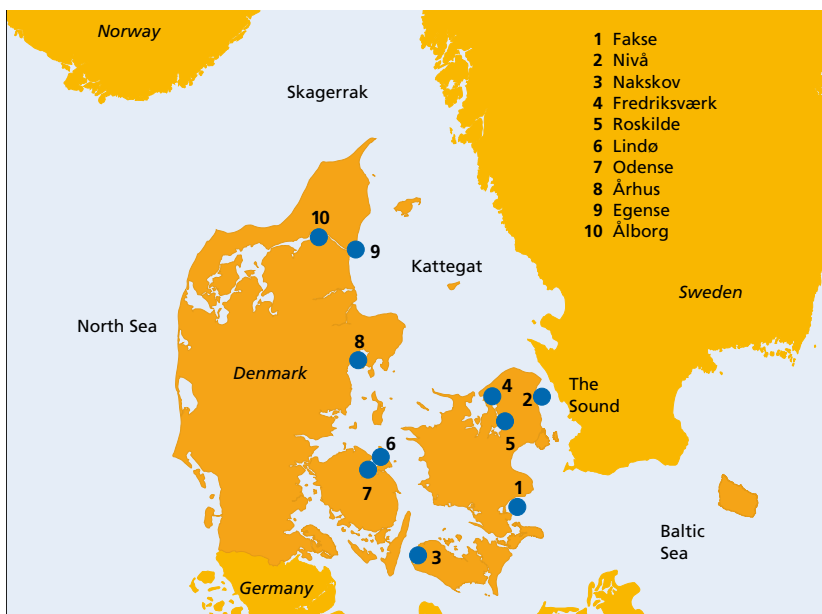 Norway
Skagerrak
1 Fakse
2 Nivå
3 Nakskov
4 Fredriksværk
5 Roskilde
6 Lindø
7 Odense
8 Århus
9 Egense
10 Ålborg
10
9
Kattegat
Sweden
North Sea
8
Denmark
4
2
The
Sound
5
6
7
1
Baltic
Sea
3
Germany